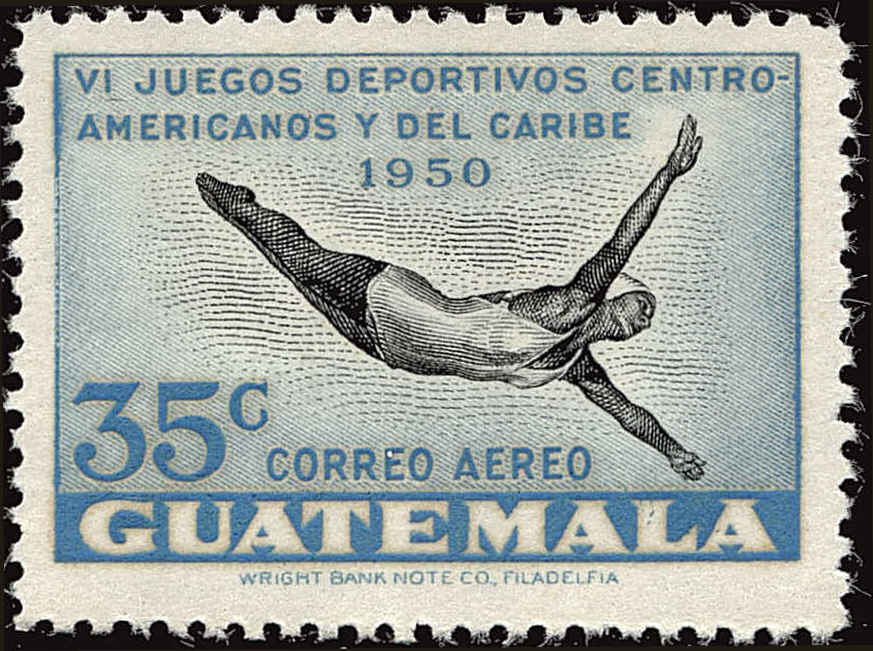 VI JUEGOS DEPORTIVOS CENTRO-
AMERICANOS Y DEL CARIBE
1950
35c
CORREO AEREO
GUATEMALA
WRIGHT BANK NOTE CO., FILADELFIA